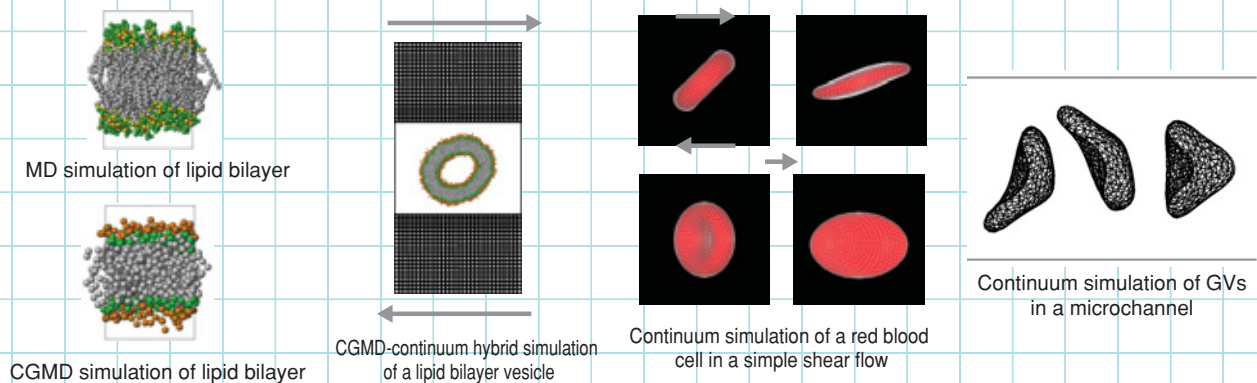 MD simulation of lipid bilayer
CGMD simulation of lipid bilayer
CGMD-continuum hybrid simulation
of a lipid bilayer vesicle
Continuum simulation of a red blood
cell in a simple shear flow
Continuum simulation of GVs
in a microchannel